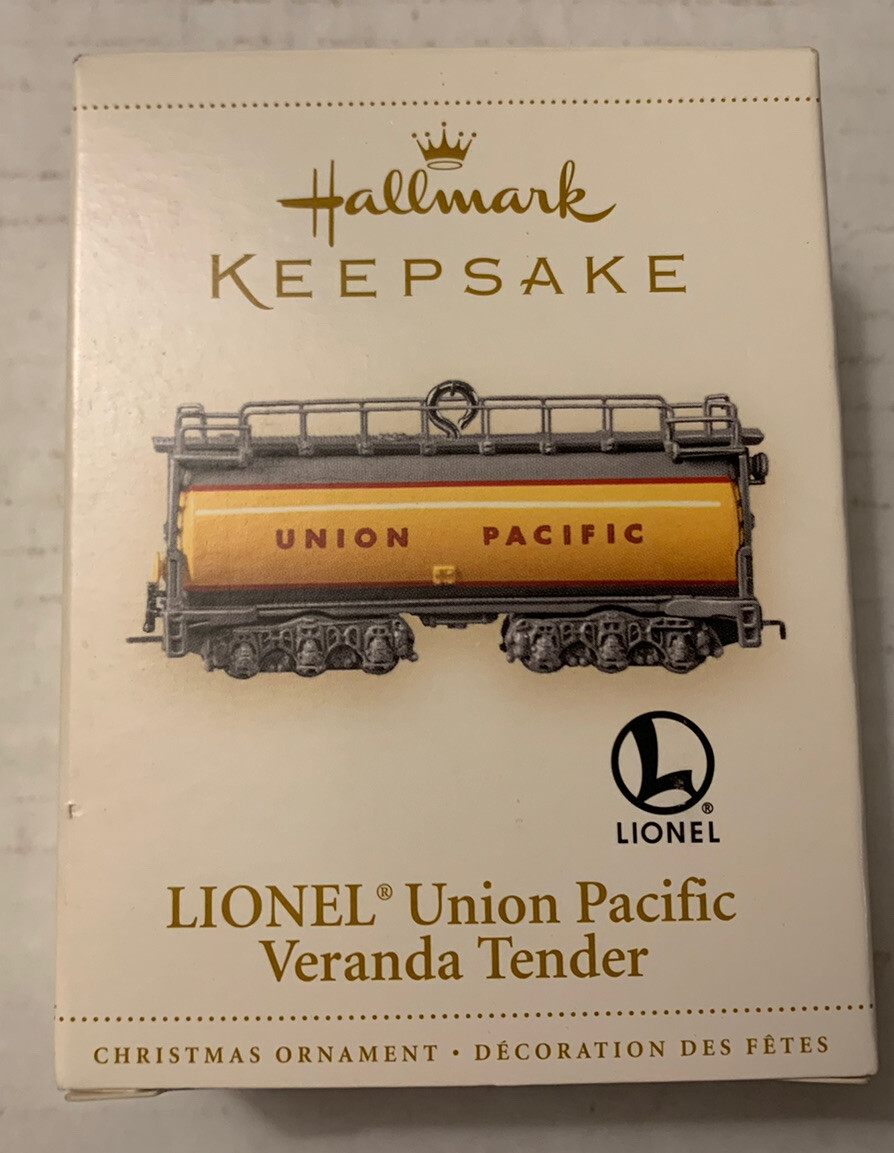 Hallmark
KEEPSAKE
UNION PACIFIC
L
®
LIONEL
LIONEL® Union Pacific
Veranda Tender
CHRISTMAS ORNAMENT • DÉCORATION DES FÊTES